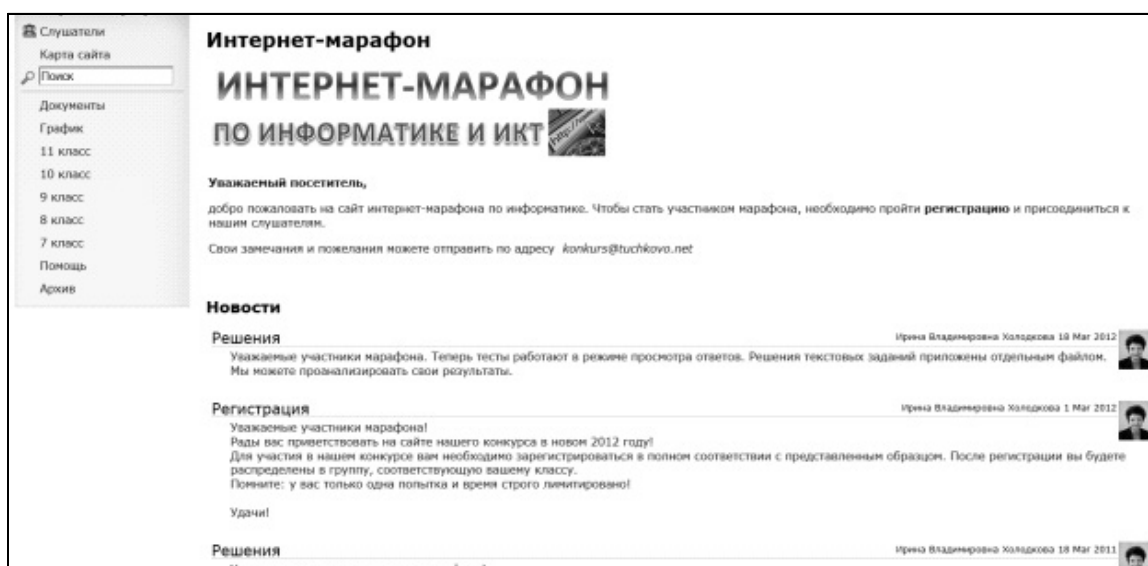 Слушатели
Карта сайта
Поиск
Документы
График
11 класс
10 класс
9 класс
8 класс
7 класс
Помощь
Архив
Интернет-марафон
ИНТЕРНЕТ-МАРАФОН
ПО ИНФОРМАТИКЕ И ИКТ
http://www.
Уважаемый посетитель,
добро пожаловать на сайт интернет-марафона по информатике. Чтобы стать участником марафона, необходимо пройти регистрацию и присоединиться к
нашим слушателям.
Свои замечания и пожелания можете отправить по адресу konkurs@tuchkovo.net
Новости
Решения
Ирина Владимировна Холодкова 18 Mar 2012
Уважаемые участники марафона. Теперь тесты работают в режиме просмотра ответов. Решения текстовых заданий приложены отдельным файлом.
Мы можете проанализировать свои результаты.
Регистрация
Ирина Владимировна Холодкова 1 Mar 2012
Уважаемые участники марафона!
Рады вас приветствовать на сайте нашего конкурса в новом 2012 году!
Для участия в нашем конкурсе вам необходимо зарегистрироваться в полном соответствии с представленным образцом. После регистрации вы будете
распределены в группу, соответствующую вашему классу.
Помните: у вас только одна попытка и время строго лимитировано!
Удачи!
Решения
Ирина Владимировна Холодкова 18 Mar 2011